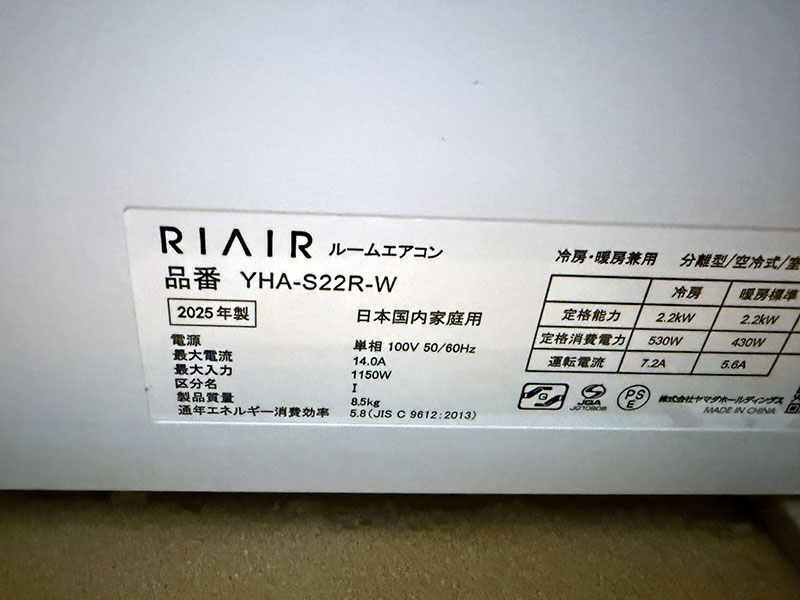 RIAIR ルームエアコン
品番 YHA-S22R-W
2025年製 日本国内家庭用
電源 単相 100V 50/60Hz
最大電流 14.0A
最大入力 1150W
区分名 I
製品質量 8.5kg
通年エネルギー消費効率 5.8 (JIS C 9612:2013)
冷房・暖房兼用 分離型/空冷式/室
冷房 暖房標準
定格能力 2.2kW 2.2kW
定格消費電力 530W 430W
運転電流 7.2A 5.6A
G JQA PSE 株式会社ヤマダホールディングス
MADE IN CHINA